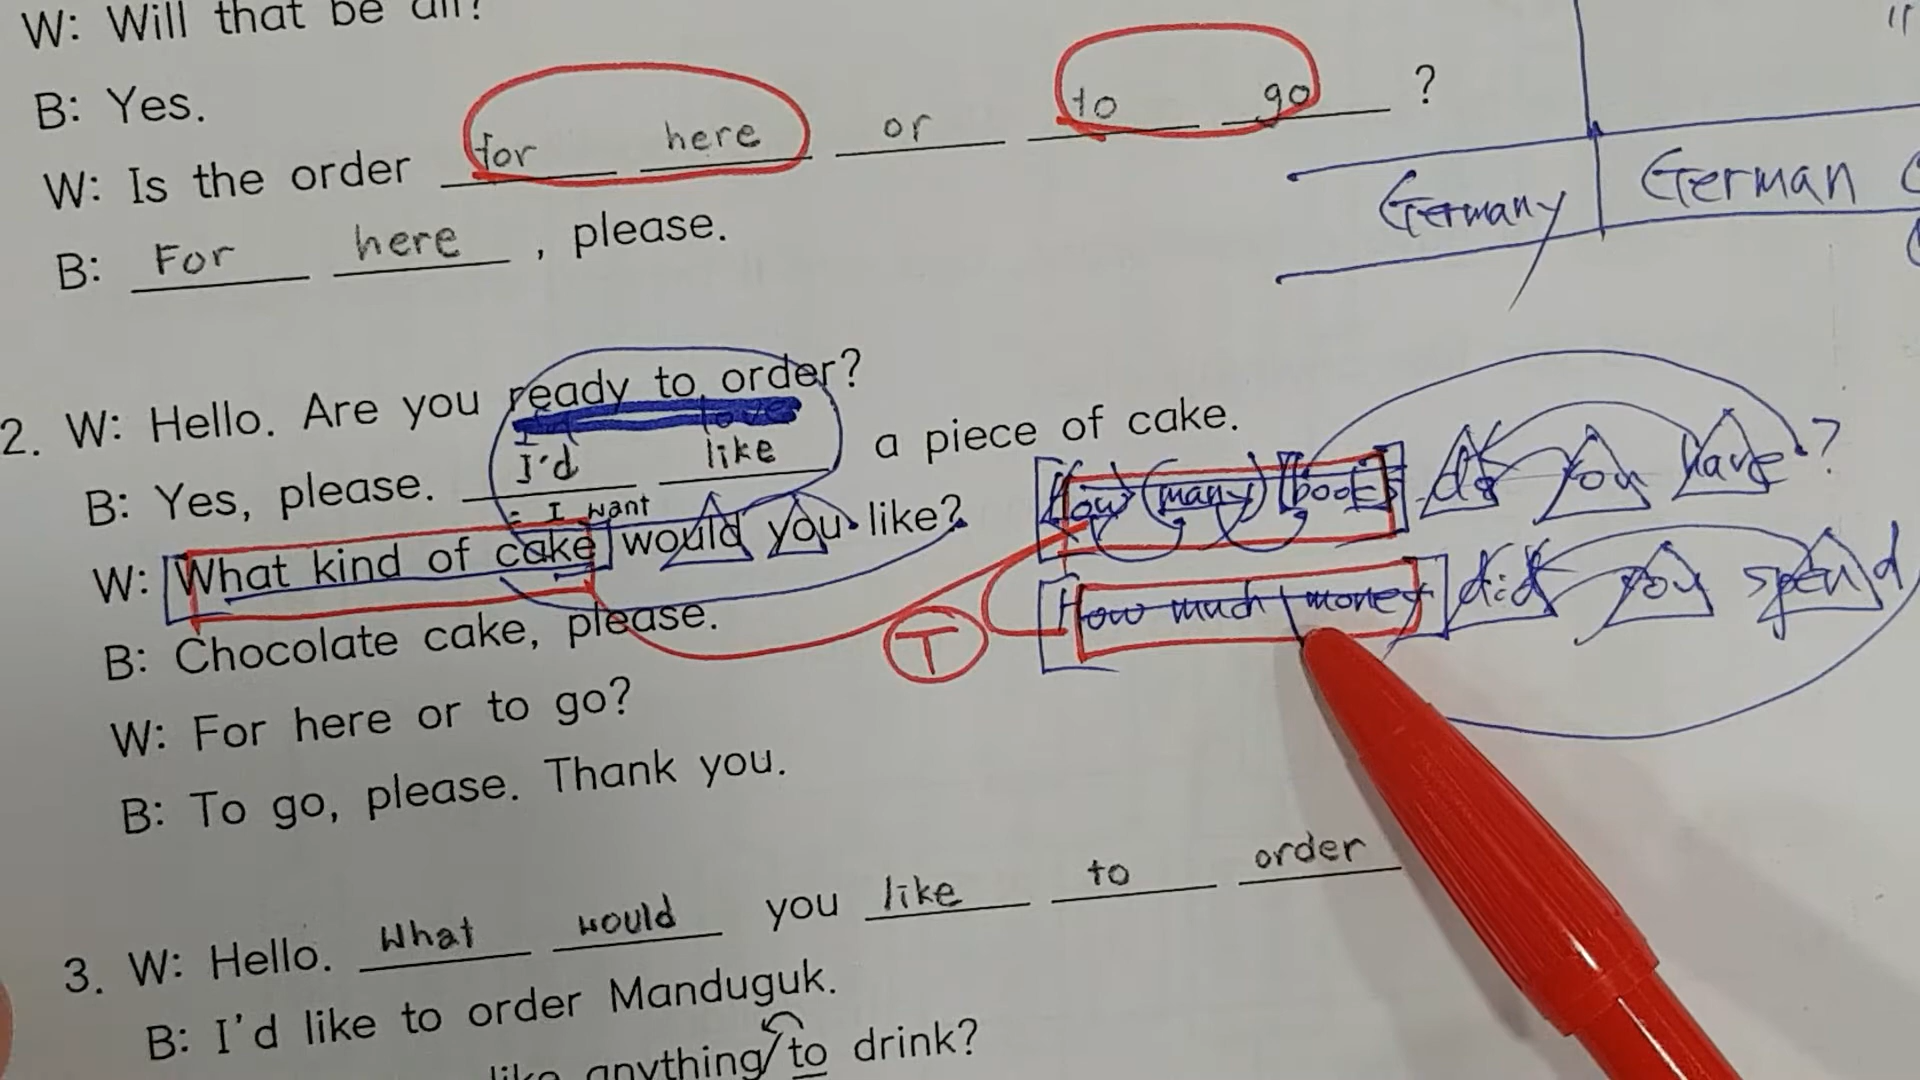 W: Will that be all?
B: Yes.
W: Is the order for here or to go ?
B: For here , please.
Germany German
2. W: Hello. Are you ready to order?
B: Yes, please. I'd like a piece of cake.
= I want
W: What kind of cake would you like?
How many books do you have?
How much money did you spend
T
B: Chocolate cake, please.
W: For here or to go?
B: To go, please. Thank you.
3. W: Hello. What would you like to order
B: I'd like to order Manduguk.
like anything to drink?